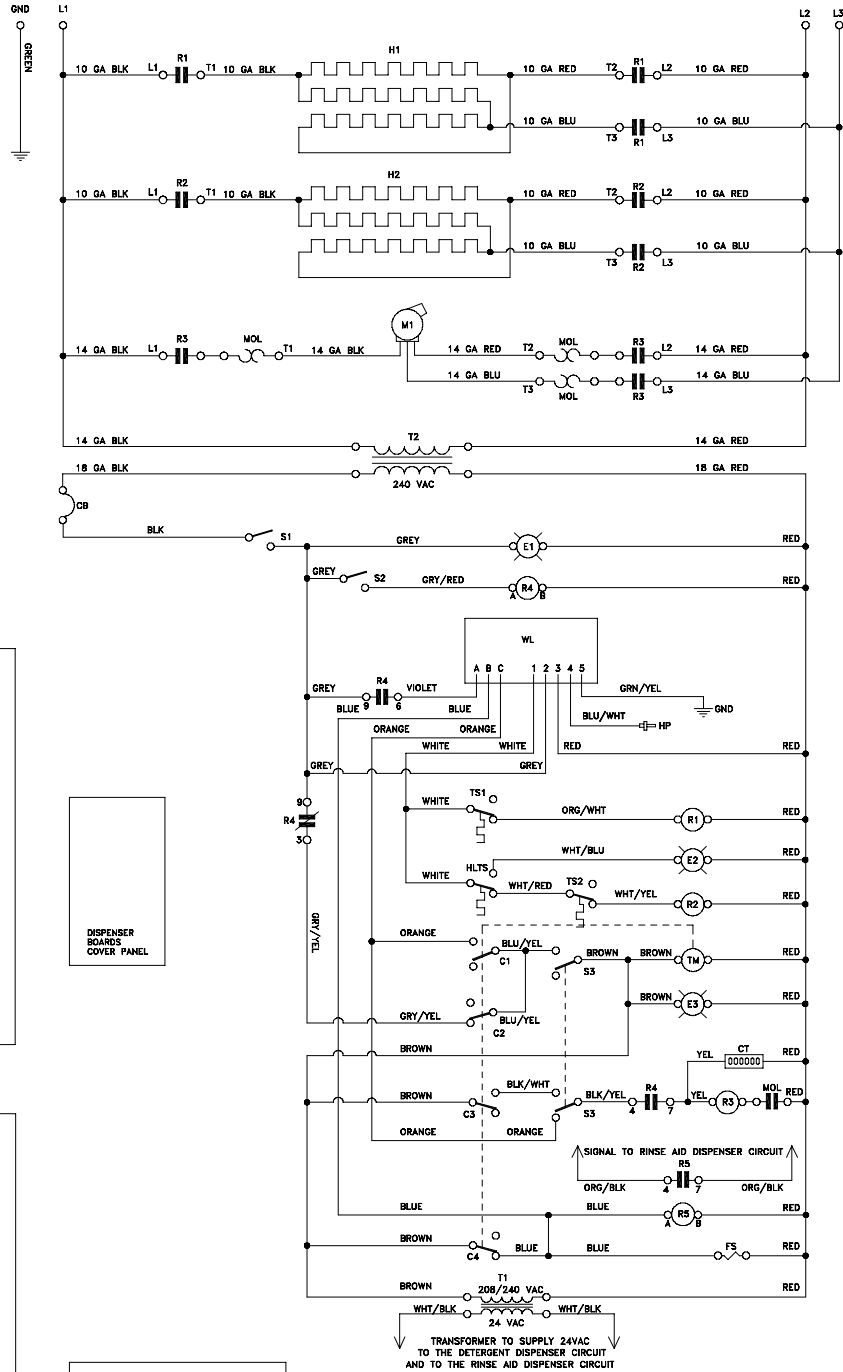 GND L1 L2 L3
GREEN
H1
10 GA BLK L1 R1 T1 10 GA BLK 10 GA RED T2 R1 L2 10 GA RED
10 GA BLU T3 R1 L3 10 GA BLU
H2
10 GA BLK L1 R2 T1 10 GA BLK 10 GA RED T2 R2 L2 10 GA RED
10 GA BLU T3 R2 L3 10 GA BLU
M1
14 GA BLK L1 R3 MOL T1 14 GA BLK 14 GA RED T2 MOL R3 L2 14 GA RED
14 GA BLU T3 MOL R3 L3 14 GA BLU
14 GA BLK T2 14 GA RED
18 GA BLK 240 VAC 18 GA RED
CB
BLK S1 GREY E1 RED
GREY S2 GRY/RED R4 A B RED
WL
A B C 1 2 3 4 5
GREY R4 9 6 VIOLET GRN/YEL GND
BLUE BLUE BLU/WHT HP
ORANGE ORANGE
WHITE WHITE RED RED
GREY GREY
9 R4 3
WHITE TS1 ORG/WHT R1 RED
WHT/BLU E2 RED
WHITE HLTS WHT/RED TS2 WHT/YEL R2 RED
GRY/YEL
DISPENSER
BOARDS
COVER PANEL
ORANGE C1 BLU/YEL S3 BROWN BROWN TM RED
BROWN E3 RED
GRY/YEL C2 BLU/YEL
BROWN
YEL CT 000000 RED
BROWN C3 BLK/WHT S3 BLK/YEL 4 R4 7 YEL R3 MOL RED
ORANGE ORANGE
SIGNAL TO RINSE AID DISPENSER CIRCUIT
ORG/BLK 4 R5 7 ORG/BLK
BLUE BLUE R5 A B RED
BROWN C4 BLUE BLUE FS RED
BROWN T1 RED
208/240 VAC
WHT/BLK 24 VAC WHT/BLK
TRANSFORMER TO SUPPLY 24VAC
TO THE DETERGENT DISPENSER CIRCUIT
AND TO THE RINSE AID DISPENSER CIRCUIT